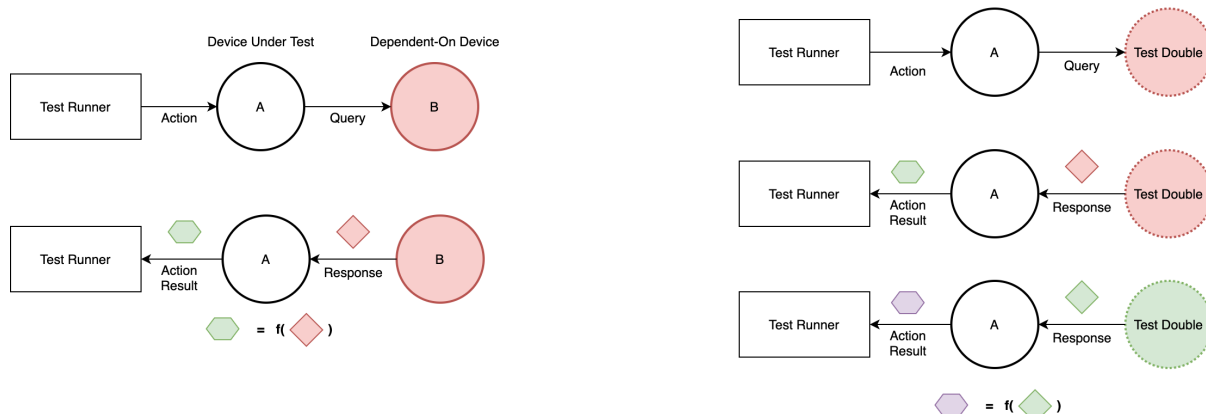 Device Under Test
Dependent-On Device
Test Runner
A
B
Action
Query
Test Runner
A
B
Action
Result
Response
= f( )
Test Runner
A
Test Double
Action
Query
Test Runner
A
Test Double
Action
Result
Response
Test Runner
A
Test Double
Action
Result
Response
= f( )